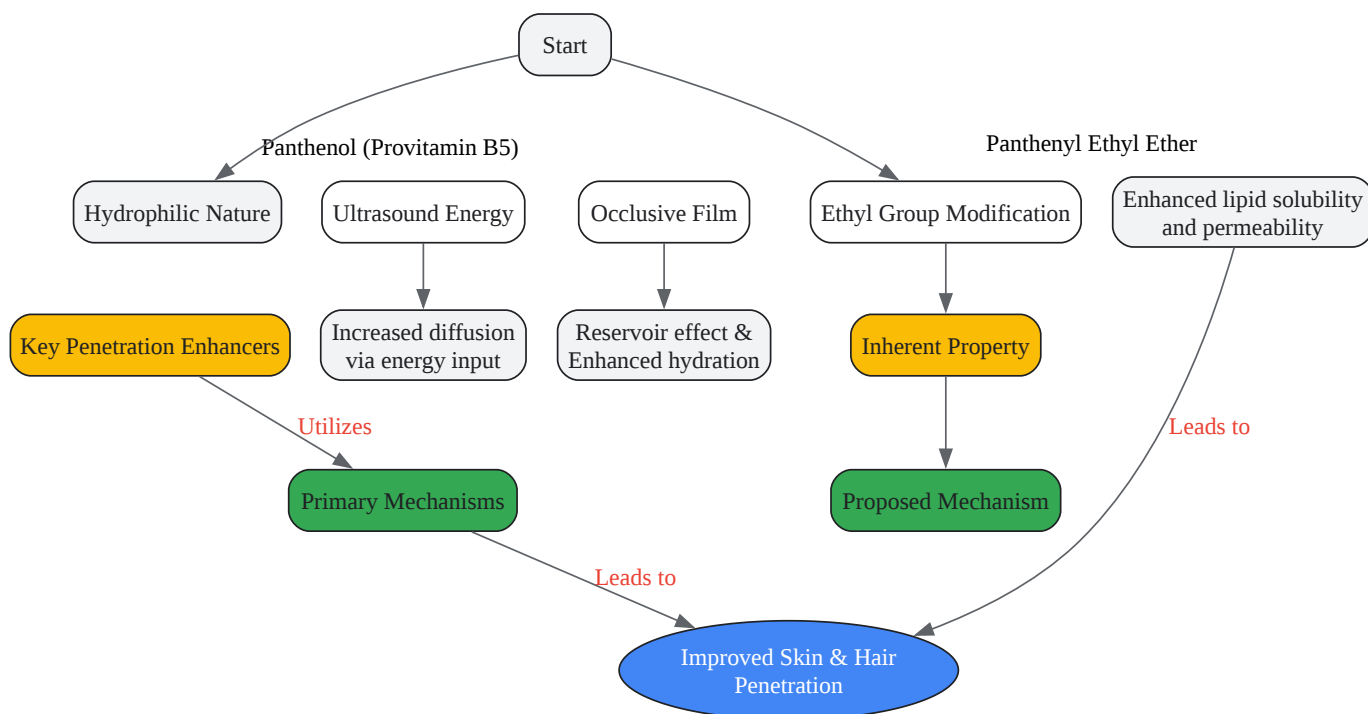 Start
Panthenol (Provitamin B5)
Panthenyl Ethyl Ether
Hydrophilic Nature
Ultrasound Energy
Occlusive Film
Ethyl Group Modification
Enhanced lipid solubility
and permeability
Key Penetration Enhancers
Increased diffusion
via energy input
Reservoir effect &
Enhanced hydration
Inherent Property
Utilizes
Leads to
Primary Mechanisms
Proposed Mechanism
Leads to
Improved Skin & Hair
Penetration